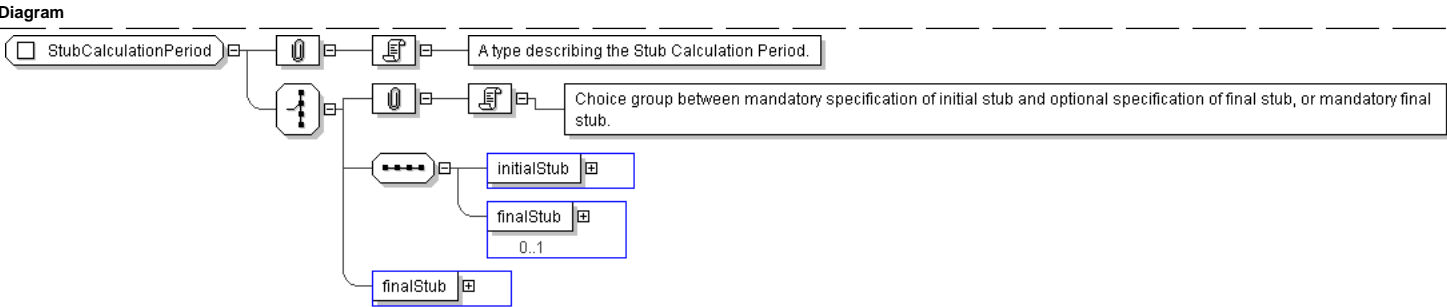 Diagram
StubCalculationPeriod
A type describing the Stub Calculation Period.
Choice group between mandatory specification of initial stub and optional specification of final stub, or mandatory final
stub.
initialStub
finalStub
0..1
finalStub